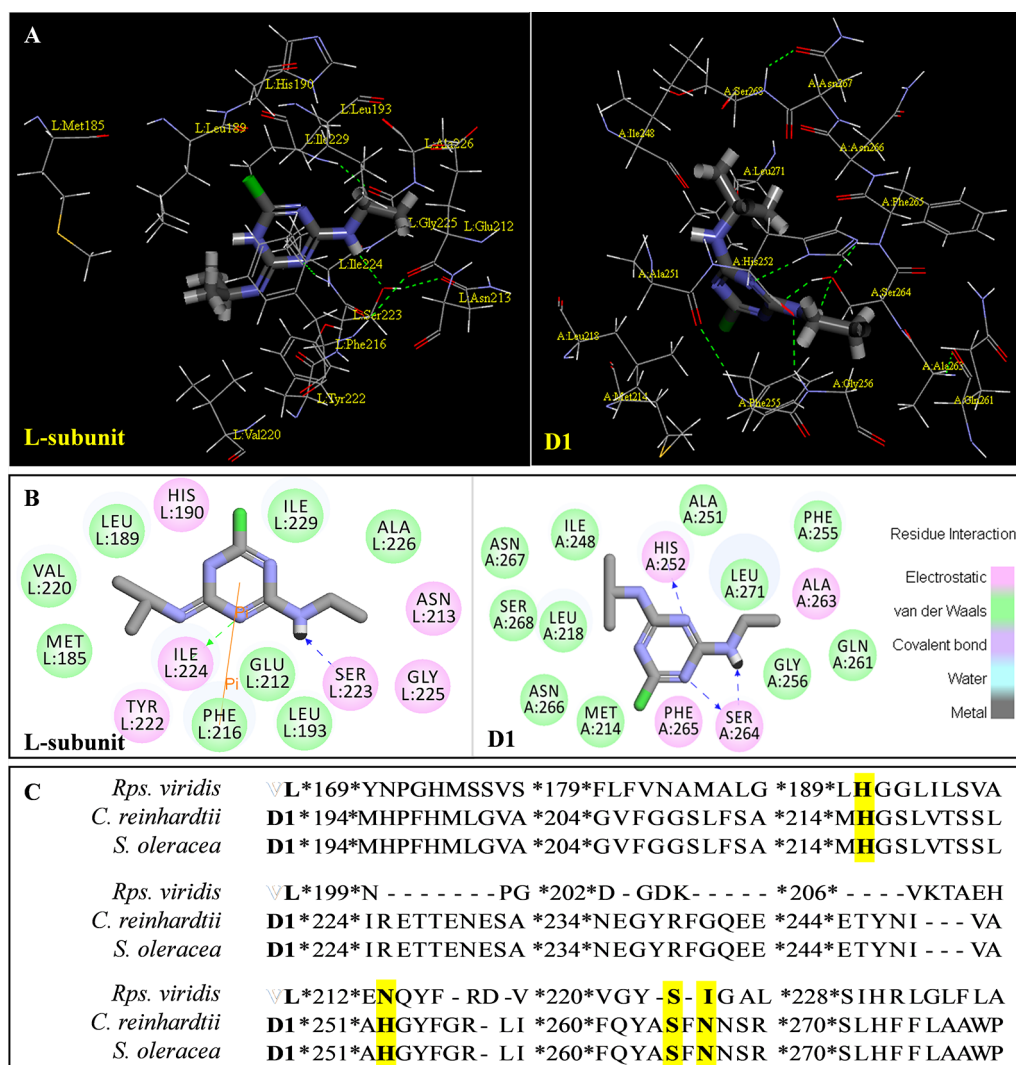 A
L:His190
L:Leu193
L:Met185
L:Leu189
L:Ile229
L:Ala226
L:Gly225
L:Glu212
L:Ile224
L:Asn213
L:Ser223
L:Phe216
L:Tyr222
L:Val220
L-subunit
A:Ser268
A:Asn267
A:Ile248
A:Asn266
A:Leu271
A:Phe265
A:His252
A:Ala251
A:Ser264
A:Leu218
A:Ala263
A:Gly256
A:Met214
A:Phe255
A:Gln261
D1
B
HIS
L:190
ILE
L:229
LEU
L:189
ALA
L:226
VAL
L:220
ASN
L:213
MET
L:185
ILE
L:224
GLU
L:212
SER
L:223
GLY
L:225
TYR
L:222
PHE
L:216
LEU
L:193
Pi
Pi
L-subunit
ALA
A:251
PHE
A:255
ILE
A:248
HIS
A:252
ASN
A:267
LEU
A:271
ALA
A:263
SER
A:268
LEU
A:218
GLN
A:261
GLY
A:256
ASN
A:266
MET
A:214
PHE
A:265
SER
A:264
D1
Residue Interaction
Electrostatic
van der Waals
Covalent bond
Water
Metal
C
Rps. viridis VL*169*YNPGHMSSVS *179*FLFVNAMALG *189*LHGGLILSVA
C. reinhardtii D1*194*MHPFHMLGVA *204*GVFGGSLFSA *214*MHGSLVTSSL
S. oleracea D1*194*MHPFHMLGVA *204*GVFGGSLFSA *214*MHGSLVTSSL
Rps. viridis VL*199*N - - - - - - - PG *202*D - GDK - - - - - *206* - - - - VKTAEH
C. reinhardtii D1*224*IRETTENESA *234*NEGYRFGQEE *244*ETYNI - - - VA
S. oleracea D1*224*IRETTENESA *234*NEGYRFGQEE *244*ETYNI - - - VA
Rps. viridis VL*212*ENQYF - RD - V *220*VGY - S - IGAL *228*SIHRLGLFLA
C. reinhardtii D1*251*AHGYFGR- LI *260*FQYASFNNSR *270*SLHFFLAAWP
S. oleracea D1*251*AHGYFGR- LI *260*FQYASFNNSR *270*SLHFFLAAWP